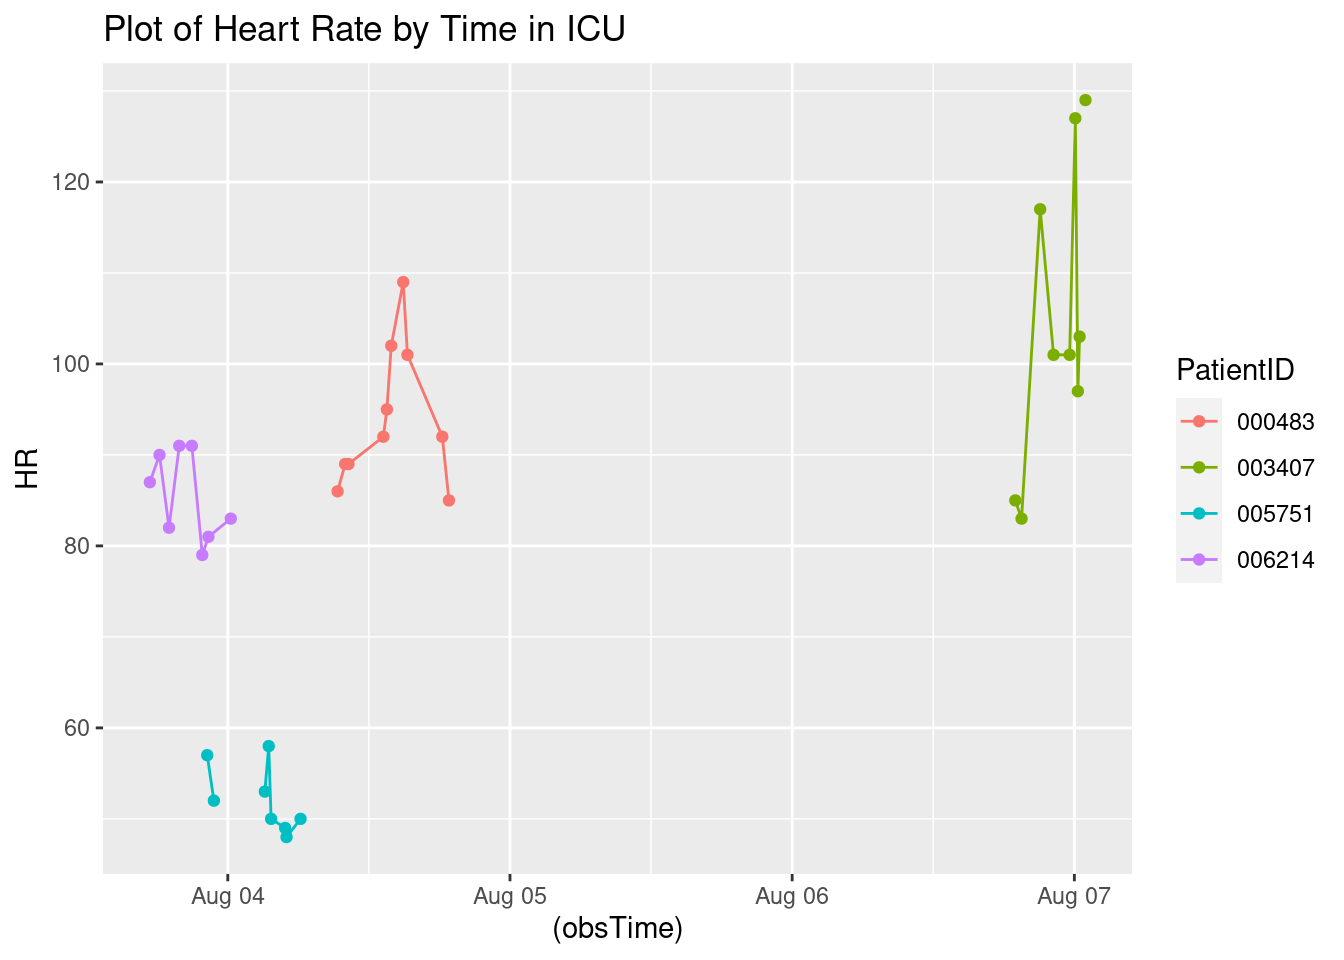 Plot of Heart Rate by Time in ICU
HR
120
100
80
60
Aug 04
Aug 05
Aug 06
Aug 07
(obsTime)
PatientID
000483
003407
005751
006214